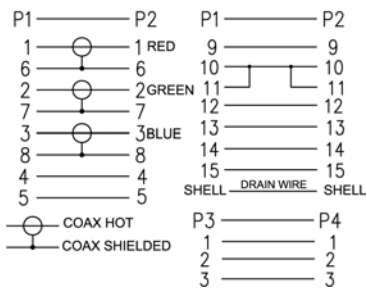 P1 P2
1 1 RED
6 6
2 2 GREEN
7 7
3 3 BLUE
8 8
4 4
5 5
COAX HOT
COAX SHIELDED
P1 P2
9 9
10 10
11 11
12 12
13 13
14 14
15 15
SHELL DRAIN WIRE SHELL
P3 P4
1 1
2 2
3 3